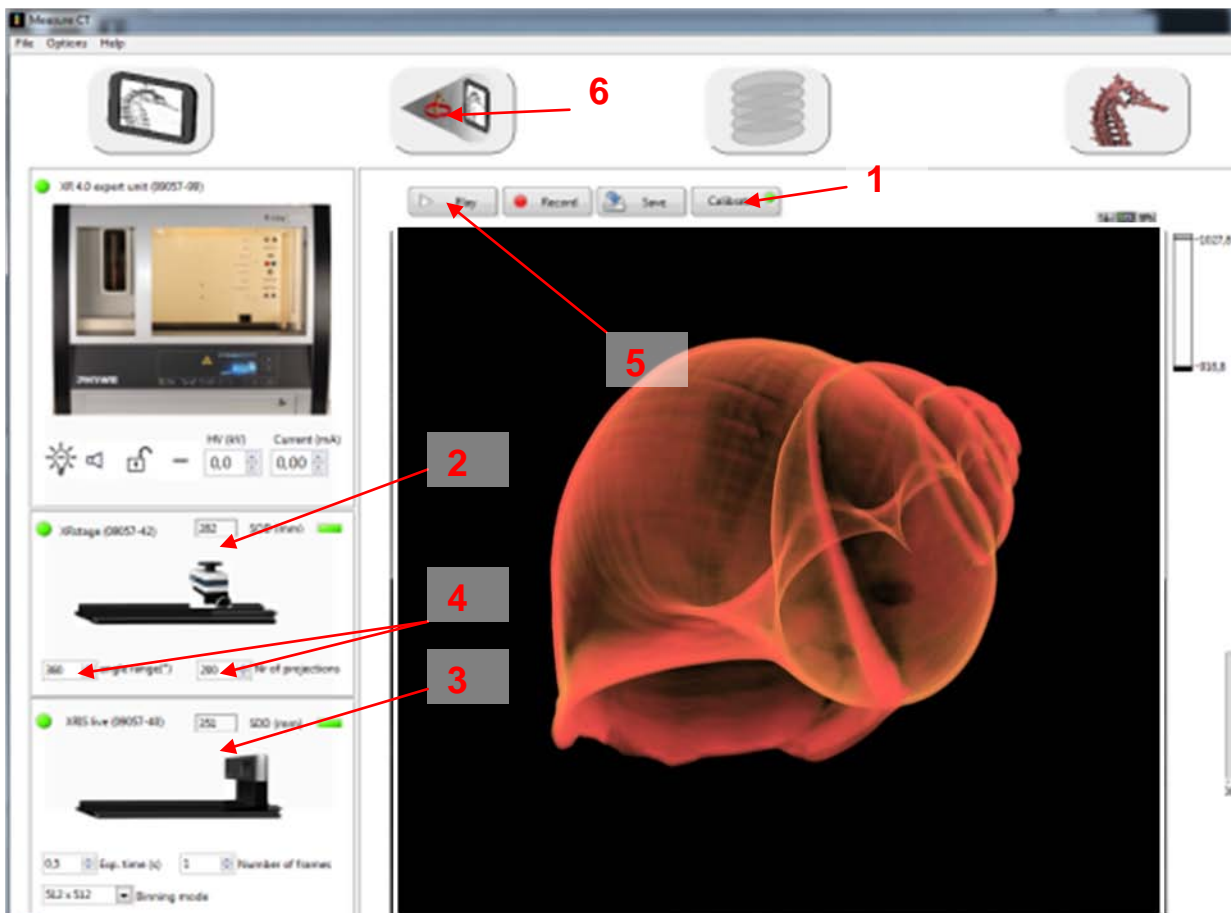 Measure CT
File Options Help
6
XR 4.0 expert unit (09057-99)
Play
Record
Save
Calibrat
1
5
PHYWE
HV (kV) Current (mA)
0,0 0,00
2
XRstage (09057-42) 282 SOD (mm)
4
360 angle range(°) 200 Nr of projections
3
XRIS live (09057-40) SDD (mm)
0,5 Exp. time (s) 1 Number of frames
512 x 512 Binning mode